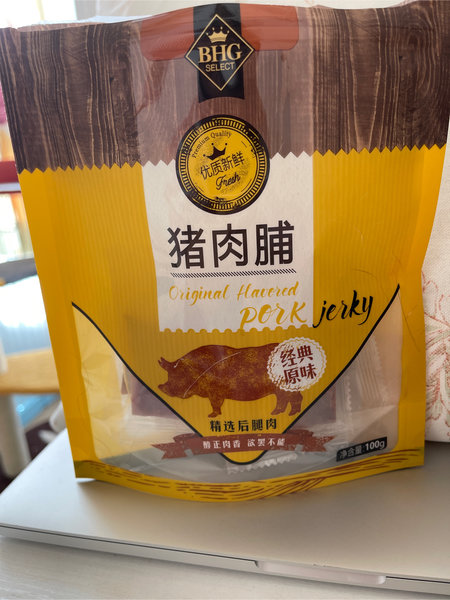 BHG
SELECT
Premium Quality
优质新鲜
Fresh
猪肉脯
Original flavored
PORK jerky
经典
原味
精选后腿肉
醇正肉香 欲罢不能
净含量:100g